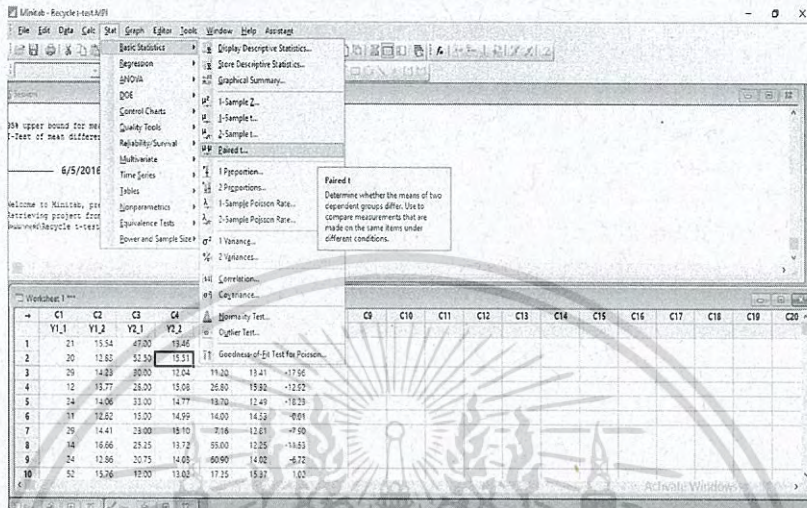 Minitab - Recycle t-test.MPJ
File Edit Data Calc Stat Graph Editor Tools Window Help Assistant
Basic Statistics
Regression
ANOVA
DOE
Control Charts
Quality Tools
Reliability/Survival
Multivariate
Time Series
Tables
Nonparametrics
Equivalence Tests
Power and Sample Size
Display Descriptive Statistics...
Store Descriptive Statistics...
Graphical Summary...
1-Sample Z...
1-Sample t...
2-Sample t...
Paired t...
1 Proportion...
2 Proportions...
1-Sample Poisson Rate...
2-Sample Poisson Rate...
1 Variance...
2 Variances...
Correlation...
Covariance...
Normality Test...
Outlier Test...
Goodness-of-Fit Test for Poisson...
Paired t
Determine whether the means of two
dependent groups differ. Use to
compare measurements that are
made on the same items under
different conditions.
Session
95% upper bound for
T-Test of mean
6/5/2016
Welcome to Minitab,
Retrieving project from
Recycle t-test
Worksheet 1 ***
C1 C2 C3 C4 C9 C10 C11 C12 C13 C14 C15 C16 C17 C18 C19 C20
Y1_1 Y1_2 Y2_1 Y2_2
1 21 15.54 47.00 13.46
2 20 12.63 52.50 15.51
3 29 14.23 30.00 12.04 11.20 13.41 -17.96
4 12 13.77 28.00 15.08 26.80 15.92 -12.52
5 24 14.06 33.00 14.77 13.70 12.49 -18.23
6 11 12.62 15.00 14.99 14.00 14.53
7 29 14.41 23.00 15.10 7.16 12.81 -7.90
8 14 16.66 25.25 13.72 55.00 12.25 -13.53
9 24 12.86 20.75 14.05 60.90 14.02 -6.72
10 52 15.76 12.00 13.02 17.25 15.37 1.02
Activate Windows